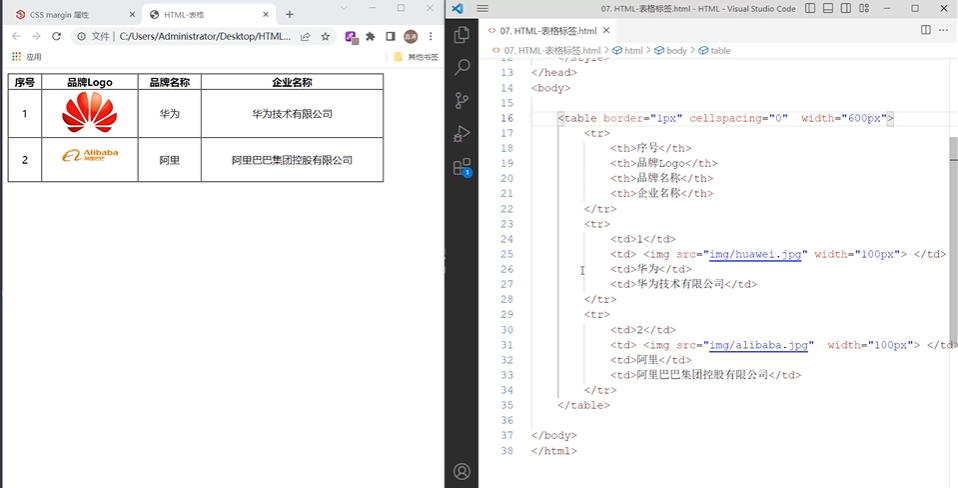 CSS margin 属性
HTML-表格
文件
C:/Users/Administrator/Desktop/HTML...
应用
其他书签
序号 品牌Logo 品牌名称 企业名称
1 华为 华为技术有限公司
2 Alibaba 阿里巴巴 阿里 阿里巴巴集团控股有限公司
07. HTML-表格标签.html - HTML - Visual Studio Code
07. HTML-表格标签.html
07. HTML-表格标签.html > html > body > table
12 </style>
13 </head>
14 <body>
15
16 <table border="1px" cellspacing="0"  width="600px">
17 <tr>
18 <th>序号</th>
19 <th>品牌Logo</th>
20 <th>品牌名称</th>
21 <th>企业名称</th>
22 </tr>
23 <tr>
24 <td>1</td>
25 <td> <img src="img/huawei.jpg" width="100px"> </td>
26 <td>华为</td>
27 <td>华为技术有限公司</td>
28 </tr>
29 <tr>
30 <td>2</td>
31 <td> <img src="img/alibaba.jpg"  width="100px"> </td>
32 <td>阿里</td>
33 <td>阿里巴巴集团控股有限公司</td>
34 </tr>
35 </table>
36
37 </body>
38 </html>
1